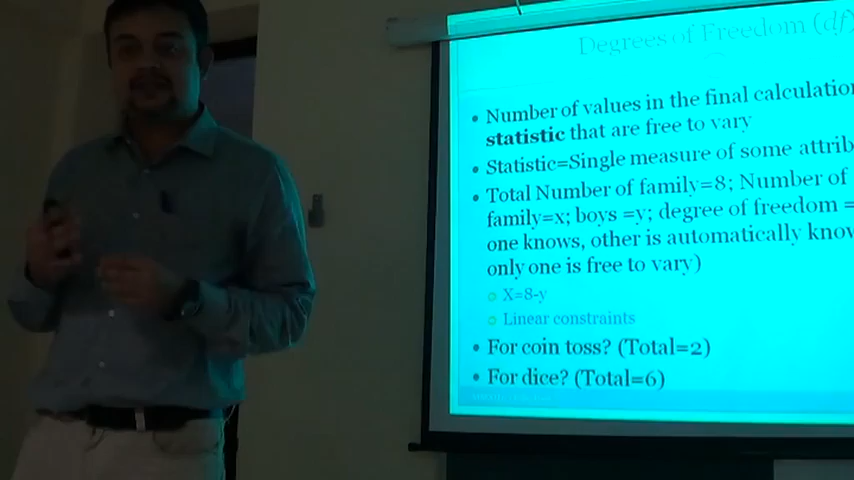 Degrees of Freedom (df)
Number of values in the final calculation
statistic that are free to vary
Statistic=Single measure of some attrib
Total Number of family=8; Number of
family=x; boys =y; degree of freedom =
one knows, other is automatically know
only one is free to vary)
X=8-y
Linear constraints
For coin toss? (Total=2)
For dice? (Total=6)